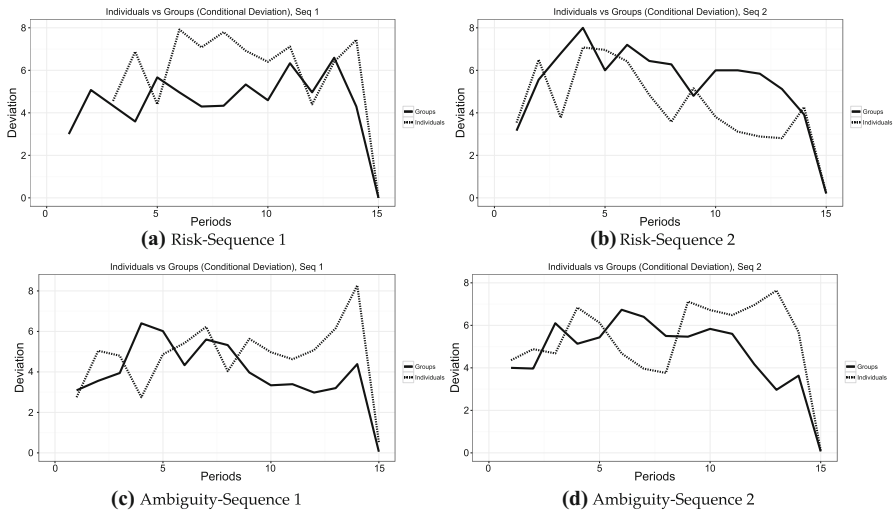 Individuals vs Groups (Conditional Deviation), Seq 1
8
6
4
2
0
Deviation
0 5 10 15
Periods
Groups
Individuals
(a) Risk-Sequence 1
Individuals vs Groups (Conditional Deviation), Seq 2
8
6
4
2
0
Deviation
0 5 10 15
Periods
Groups
Individuals
(b) Risk-Sequence 2
Individuals vs Groups (Conditional Deviation), Seq 1
8
6
4
2
0
Deviation
0 5 10 15
Periods
Groups
Individuals
(c) Ambiguity-Sequence 1
Individuals vs Groups (Conditional Deviation), Seq 2
8
6
4
2
0
Deviation
0 5 10 15
Periods
Groups
Individuals
(d) Ambiguity-Sequence 2